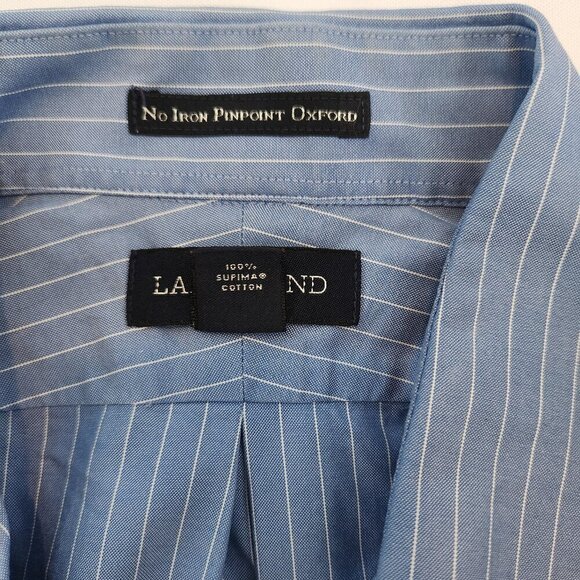 No Iron Pinpoint Oxford
LA ND
100%
SUPIMA®
COTTON